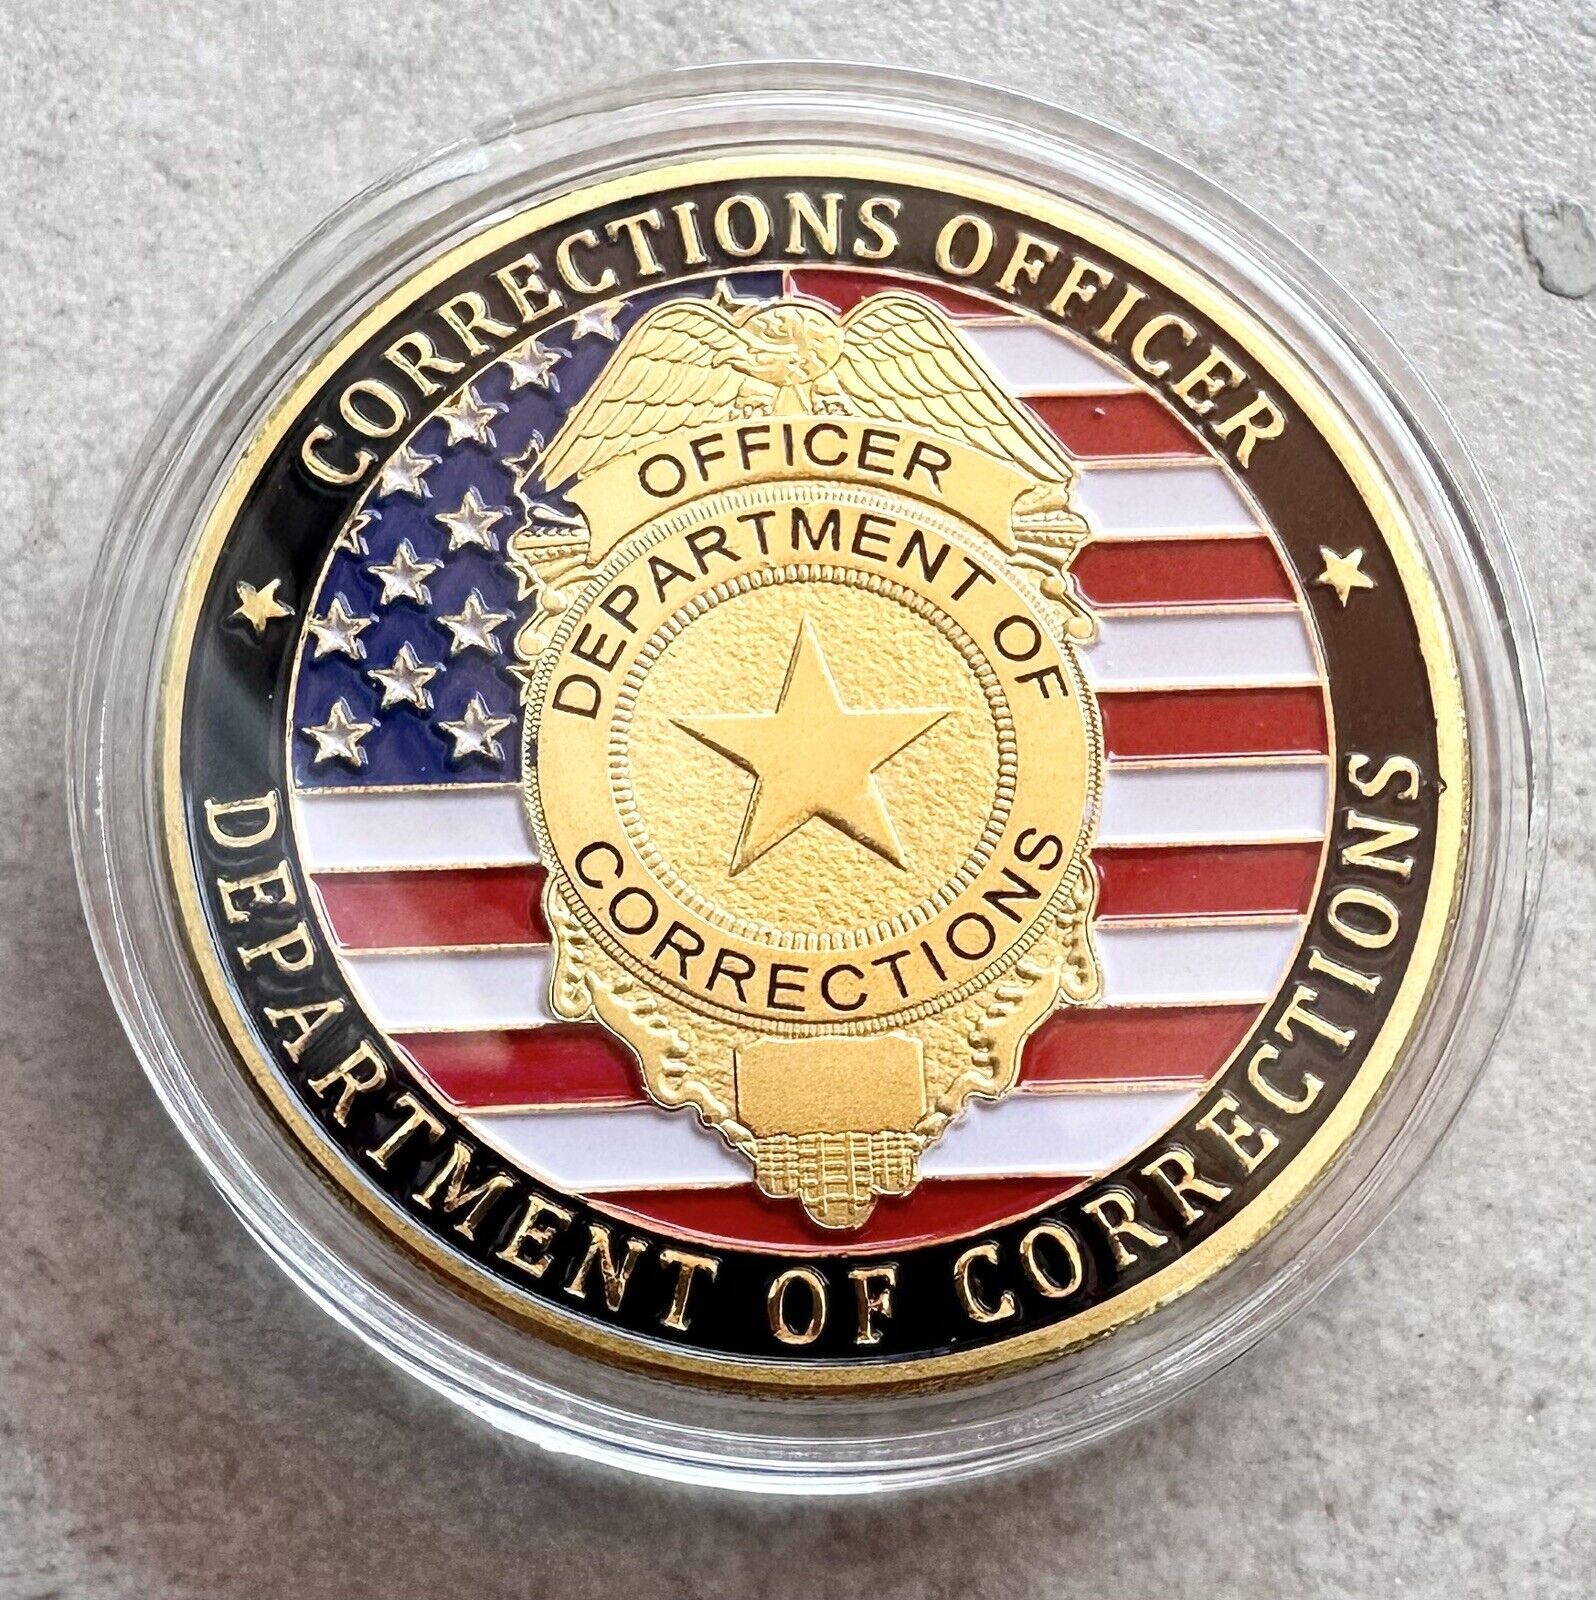 CORRECTIONS OFFICER
OFFICER
DEPARTMENT OF
CORRECTIONS
DEPARTMENT OF CORRECTIONS